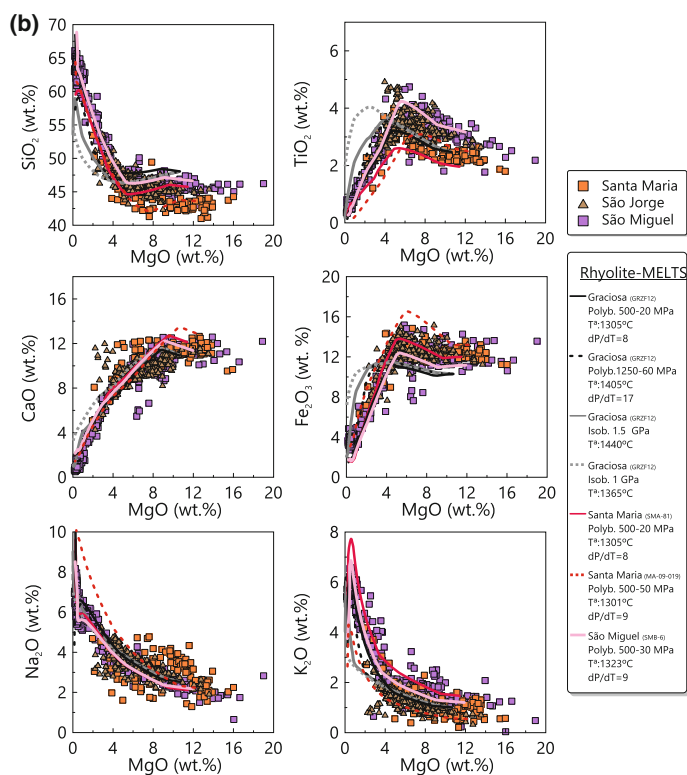 (b)
SiO2 (wt.%)
70
65
60
55
50
45
40
0 4 8 12 16 20
MgO (wt.%)
TiO2 (wt.%)
6
4
2
0
0 4 8 12 16 20
MgO (wt.%)
Santa Maria
São Jorge
São Miguel
CaO (wt.%)
16
12
8
4
0
0 4 8 12 16 20
MgO (wt.%)
Fe2O3 (wt.%)
20
16
12
8
4
0
0 4 8 12 16 20
MgO (wt.%)
Na2O (wt.%)
10
8
6
4
2
0
0 4 8 12 16 20
MgO (wt.%)
K2O (wt.%)
8
6
4
2
0
0 4 8 12 16 20
MgO (wt.%)
Rhyolite-MELTS
Graciosa (GRZF12)
Polyb. 500-20 MPa
Tª:1305ºC
dP/dT=8
Graciosa (GRZF12)
Polyb.1250-60 MPa
Tª:1405ºC
dP/dT=17
Graciosa (GRZF12)
Isob. 1.5 GPa
Tª:1440ºC
Graciosa (GRZF12)
Isob. 1 GPa
Tª:1365ºC
Santa Maria (SMA-81)
Polyb. 500-20 MPa
Tª:1305ºC
dP/dT=8
Santa Maria (MA-09-019)
Polyb. 500-50 MPa
Tª:1301ºC
dP/dT=9
São Miguel (SMB-6)
Polyb. 500-30 MPa
Tª:1323ºC
dP/dT=9